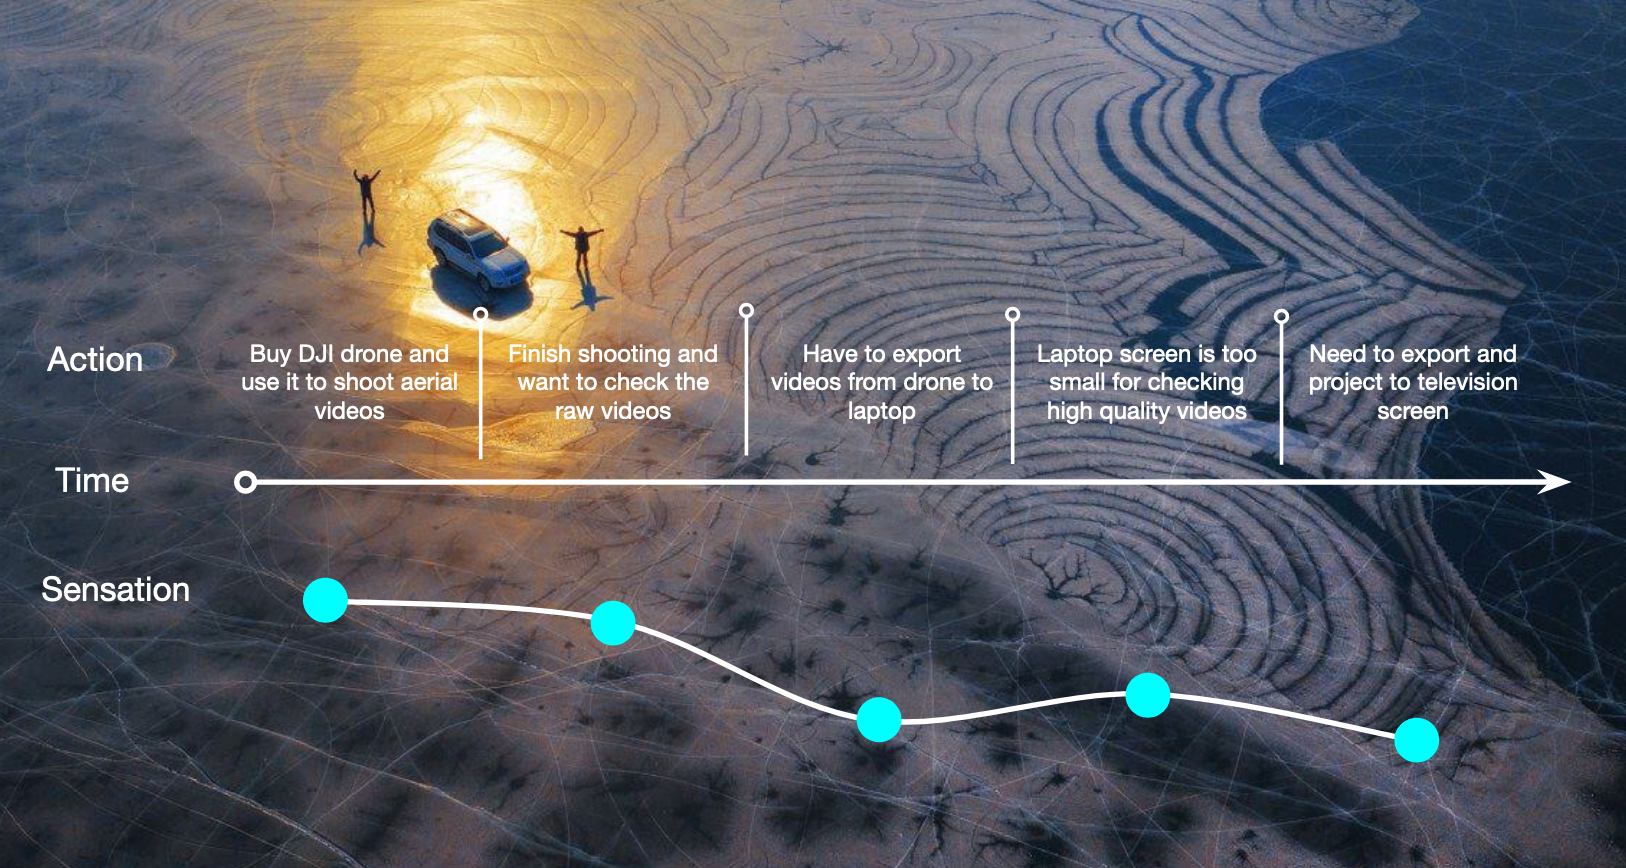 Action
Buy DJI drone and
use it to shoot aerial
videos
Finish shooting and
want to check the
raw videos
Have to export
videos from drone to
laptop
Laptop screen is too
small for checking
high quality videos
Need to export and
project to television
screen
Time
Sensation